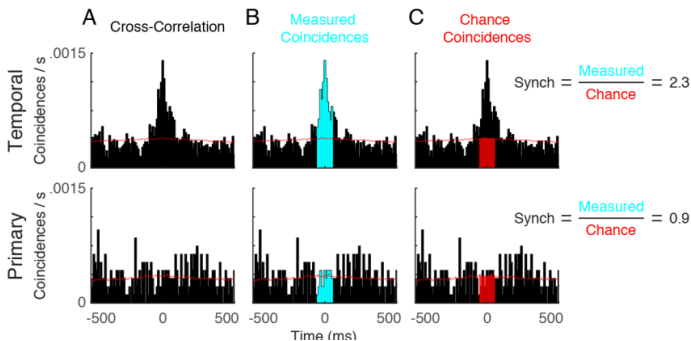 A Cross-Correlation
B Measured
Coincidences
C Chance
Coincidences
Temporal
Coincidences / s
.0015
0
Synch = Measured / Chance = 2.3
Primary
Coincidences / s
.0015
0
Synch = Measured / Chance = 0.9
-500 0 500
-500 0 500
-500 0 500
Time (ms)